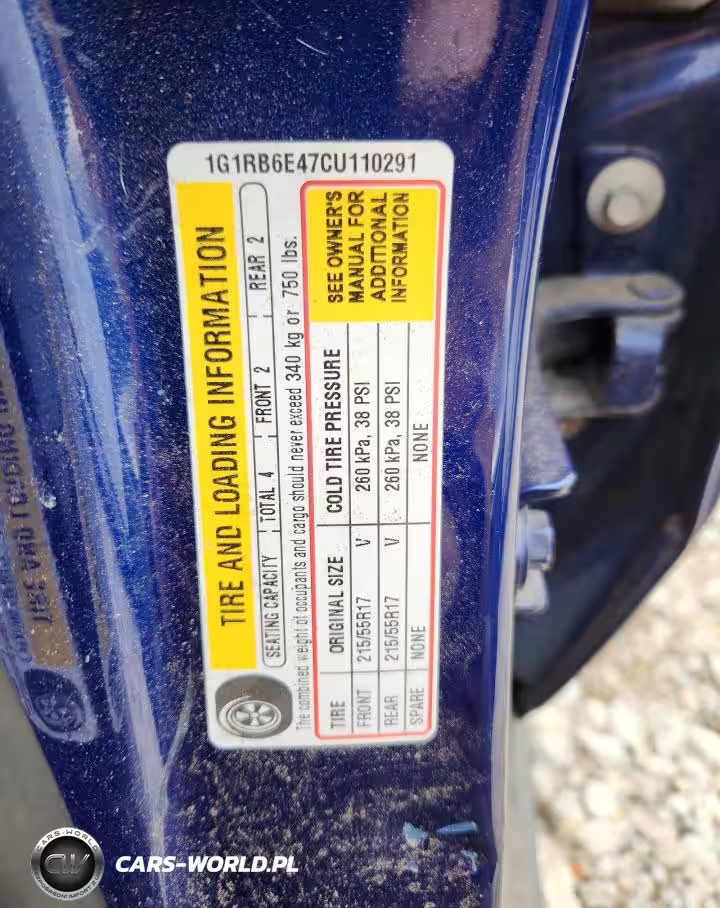 1G1RB6E47CU110291
TIRE AND LOADING INFORMATION
SEATING CAPACITY TOTAL 4 FRONT 2 REAR 2
The combined weight of occupants and cargo should never exceed 340 kg or 750 lbs.
TIRE ORIGINAL SIZE COLD TIRE PRESSURE
FRONT 215/55R17 V 260 kPa, 38 PSI
REAR 215/55R17 V 260 kPa, 38 PSI
SPARE NONE NONE
SEE OWNER'S
MANUAL FOR
ADDITIONAL
INFORMATION
CARS-WORLD
CW
CARS-WORLD.PL